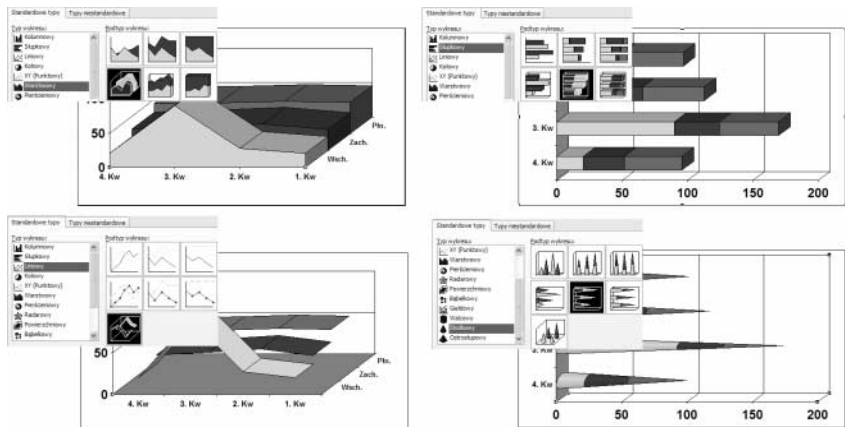 Standardowe typy Typy niestandardowe
Typ wykresu: Podtyp wykresu:
Kolumnowy
Słupkowy
Liniowy
Kołowy
XY (Punktowy)
Warstwowy
Pierścieniowy
50
0
4. Kw 3. Kw 2. Kw 1. Kw
Wsch.
Zach.
Płn.
Standardowe typy Typy niestandardowe
Typ wykresu: Podtyp wykresu:
Kolumnowy
Słupkowy
Liniowy
Kołowy
XY (Punktowy)
Warstwowy
Pierścieniowy
3. Kw
4. Kw
0 50 100 150 200
Standardowe typy Typy niestandardowe
Typ wykresu: Podtyp wykresu:
Kolumnowy
Słupkowy
Liniowy
Kołowy
XY (Punktowy)
Warstwowy
Pierścieniowy
Radarowy
Powierzchniowy
Bąbelkowy
50
0
4. Kw 3. Kw 2. Kw 1. Kw
Wsch.
Zach.
Płn.
Standardowe typy Typy niestandardowe
Typ wykresu: Podtyp wykresu:
XY (Punktowy)
Warstwowy
Pierścieniowy
Radarowy
Powierzchniowy
Bąbelkowy
Giełdowy
Walcowy
Stożkowy
Ostrosłupowy
4. Kw
0 50 100 150 200